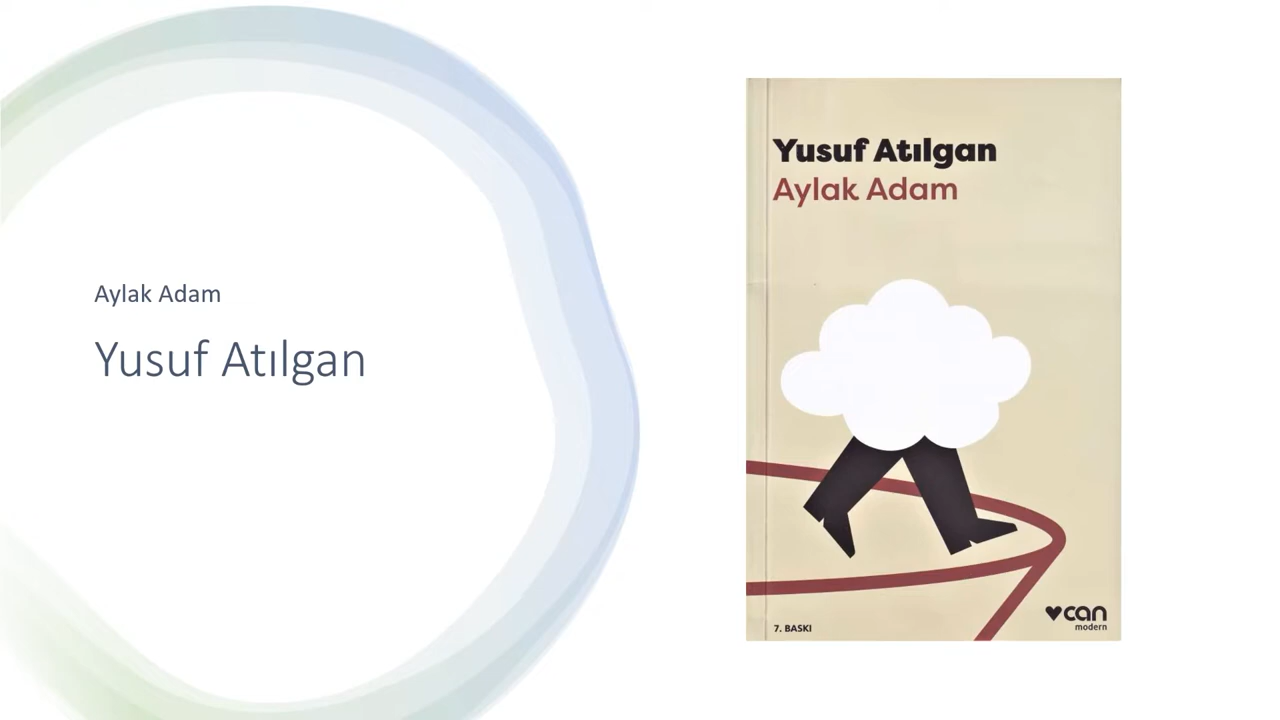 Aylak Adam
Yusuf Atılgan
Yusuf Atılgan
Aylak Adam
can
modern
7. BASKI